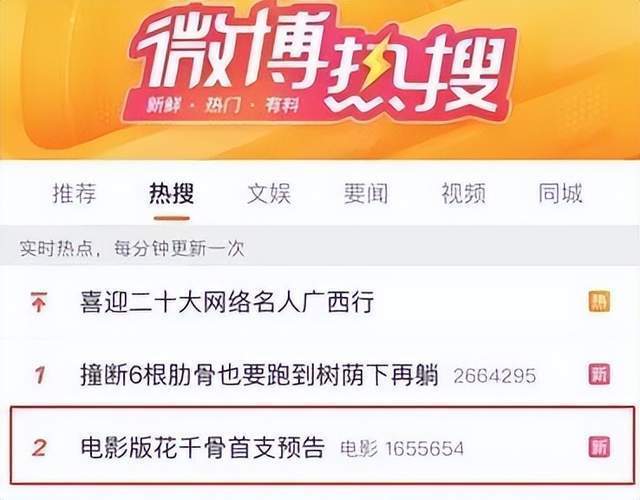 微博热搜
新鲜·热门·有料
推荐 热搜 文娱 要闻 视频 同城
实时热点，每分钟更新一次
喜迎二十大网络名人广西行 热
1 撞断6根肋骨也要跑到树荫下再躺 2664295 新
2 电影版花千骨首支预告 电影 1655654 新